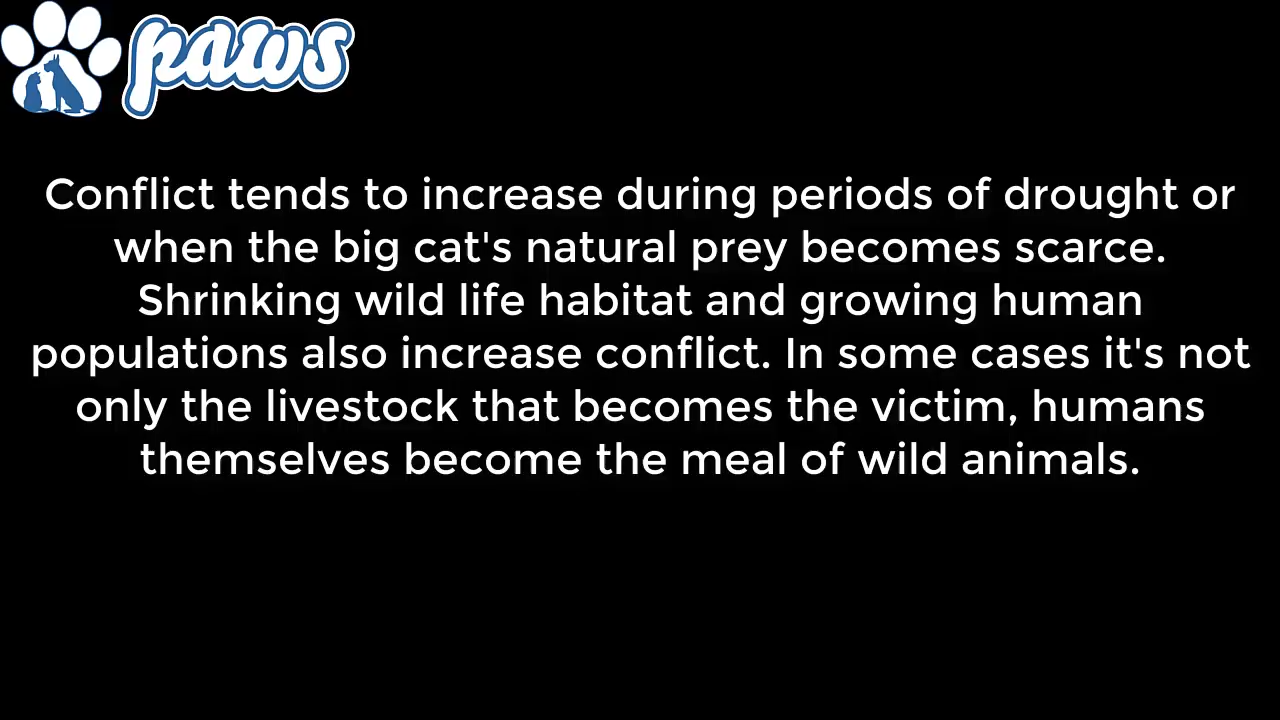 paws
Conflict tends to increase during periods of drought or
when the big cat's natural prey becomes scarce.
Shrinking wild life habitat and growing human
populations also increase conflict. In some cases it's not
only the livestock that becomes the victim, humans
themselves become the meal of wild animals.